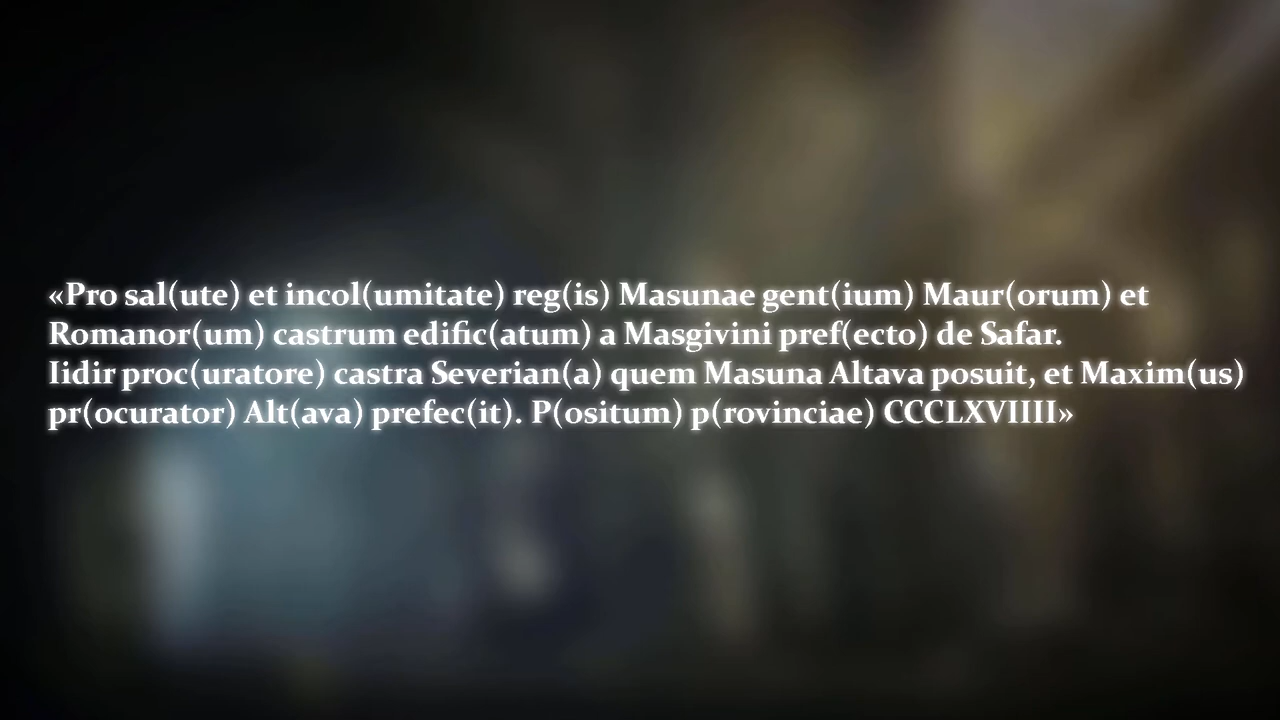 «Pro sal(ute) et incol(umitate) reg(is) Masunae gent(ium) Maur(orum) et
Romanor(um) castrum edific(atum) a Masgivini pref(ecto) de Safar.
Iidir proc(uratore) castra Severian(a) quem Masuna Altava posuit, et Maxim(us)
pr(ocurator) Alt(ava) prefec(it). P(ositum) p(rovinciae) CCCLXVIIII»